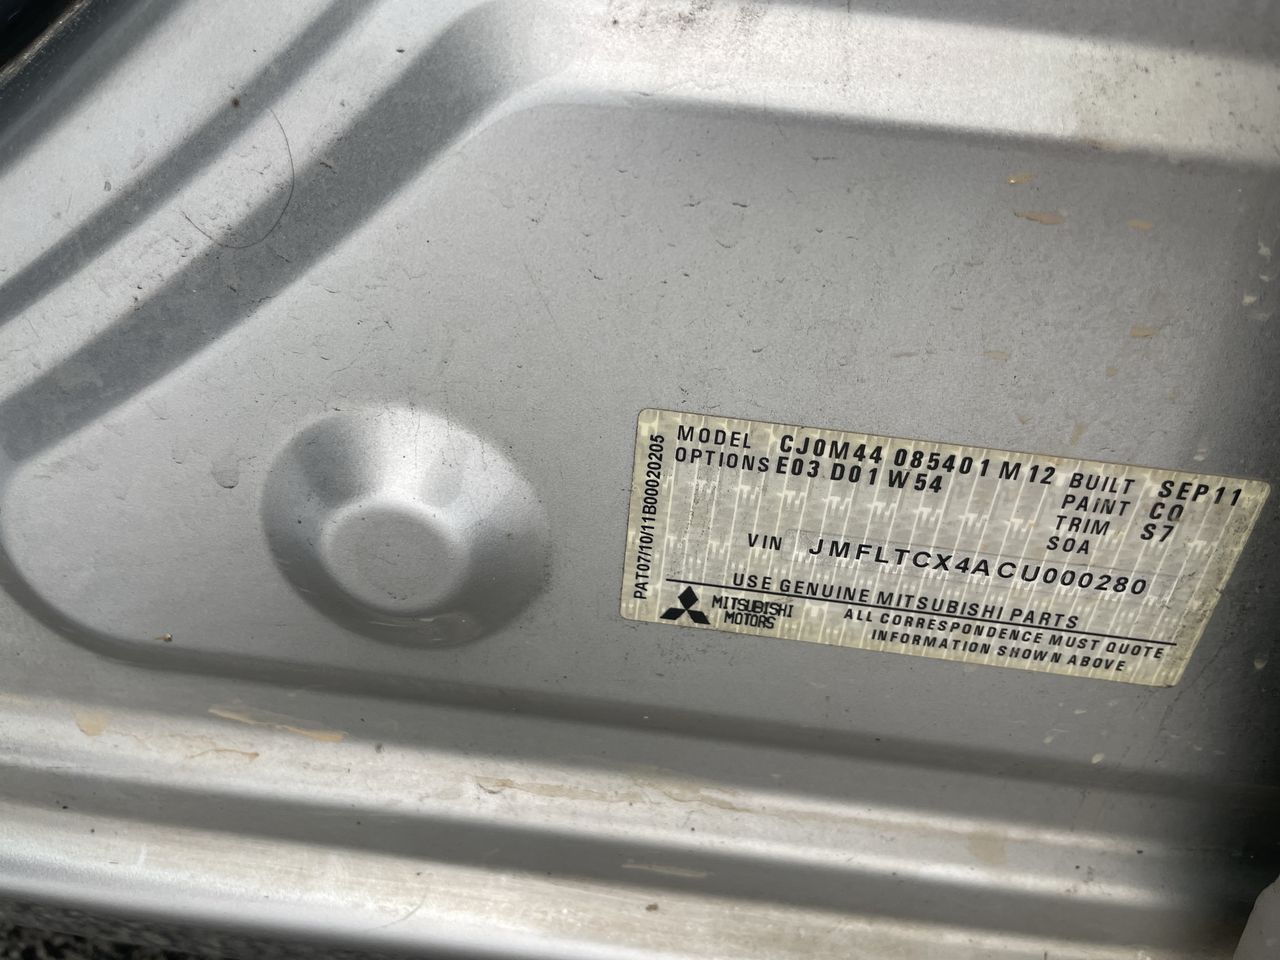 MODEL CJ0M44 085401 M12 BUILT SEP11
OPTIONS E03 D01 W54 PAINT CO
TRIM S7
SOA
VIN JMFLTCX4ACU000280
USE GENUINE MITSUBISHI PARTS
MITSUBISHI
MOTORS
ALL CORRESPONDENCE MUST QUOTE
INFORMATION SHOWN ABOVE
PAT07/10/11B00020205